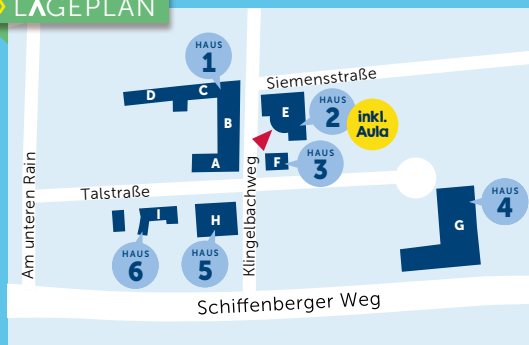 LAGEPLAN
HAUS
1
Siemensstraße
D
C
E
HAUS
2
inkl.
Aula
B
A
F
HAUS
3
Am unteren Rain
Talstraße
Klingelbachweg
HAUS
4
I
H
G
HAUS
6
HAUS
5
Schiffenberger Weg